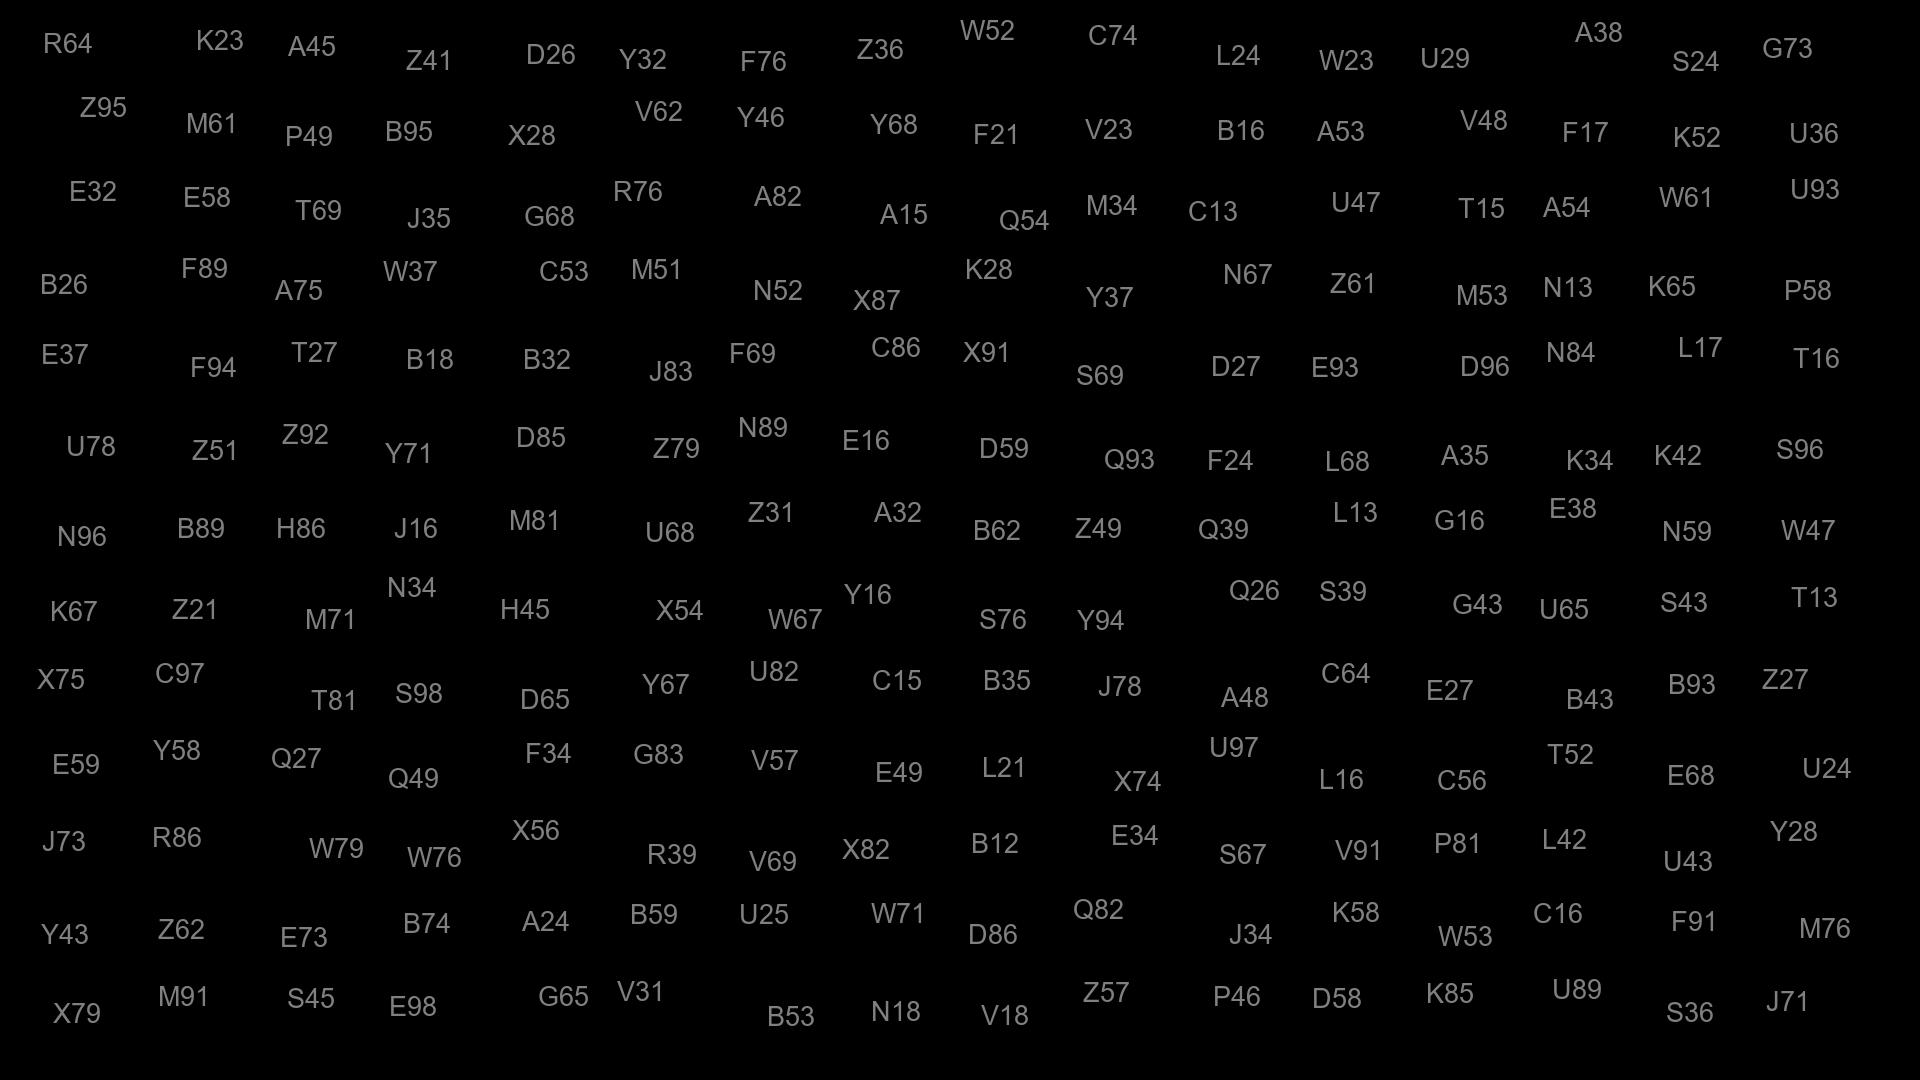 R64 K23 A45 Z41 D26 Y32 F76 Z36 W52 C74 L24 W23 U29 A38 S24 G73
Z95 M61 P49 B95 X28 V62 Y46 Y68 F21 V23 B16 A53 V48 F17 K52 U36
E32 E58 T69 J35 G68 R76 A82 A15 Q54 M34 C13 U47 T15 A54 W61 U93
B26 F89 A75 W37 C53 M51 N52 X87 K28 Y37 N67 Z61 M53 N13 K65 P58
E37 F94 T27 B18 B32 J83 F69 C86 X91 S69 D27 E93 D96 N84 L17 T16
U78 Z51 Z92 Y71 D85 Z79 N89 E16 D59 Q93 F24 L68 A35 K34 K42 S96
N96 B89 H86 J16 M81 U68 Z31 A32 B62 Z49 Q39 L13 G16 E38 N59 W47
K67 Z21 M71 N34 H45 X54 W67 Y16 S76 Y94 Q26 S39 G43 U65 S43 T13
X75 C97 T81 S98 D65 Y67 U82 C15 B35 J78 A48 C64 E27 B43 B93 Z27
E59 Y58 Q27 Q49 F34 G83 V57 E49 L21 X74 U97 L16 C56 T52 E68 U24
J73 R86 W79 W76 X56 R39 V69 X82 B12 E34 S67 V91 P81 L42 U43 Y28
Y43 Z62 E73 B74 A24 B59 U25 W71 D86 Q82 J34 K58 W53 C16 F91 M76
X79 M91 S45 E98 G65 V31 B53 N18 V18 Z57 P46 D58 K85 U89 S36 J71